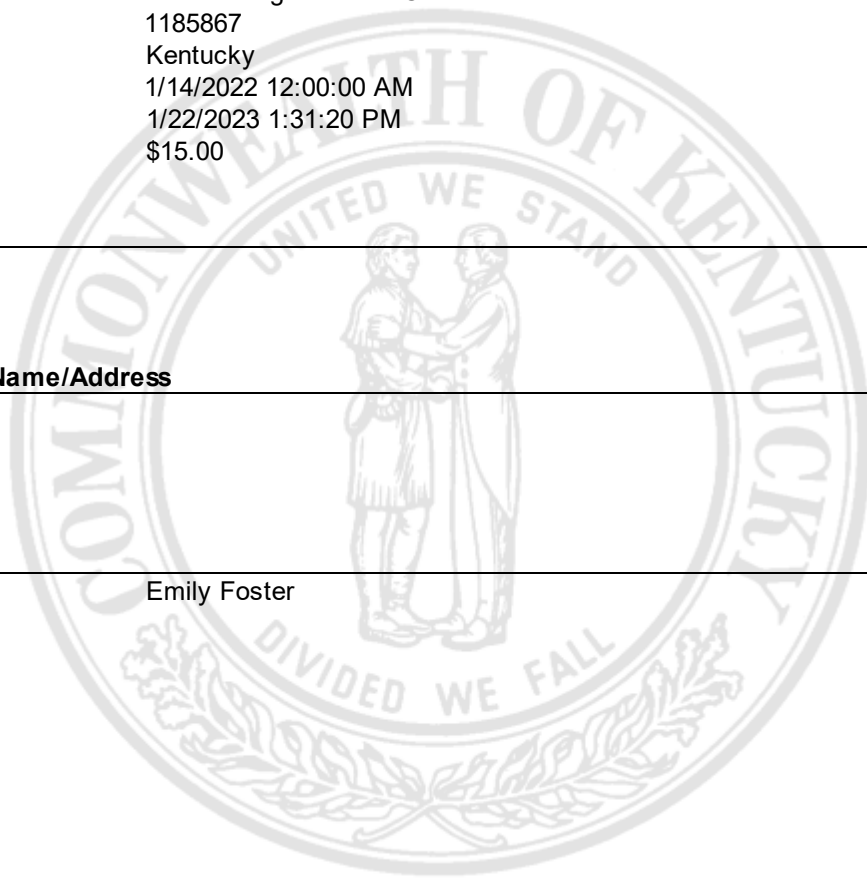 1185867
Kentucky
1/14/2022 12:00:00 AM
1/22/2023 1:31:20 PM
$15.00
COMMONWEALTH OF KENTUCKY
UNITED WE STAND
Name/Address
Emily Foster
DIVIDED WE FALL